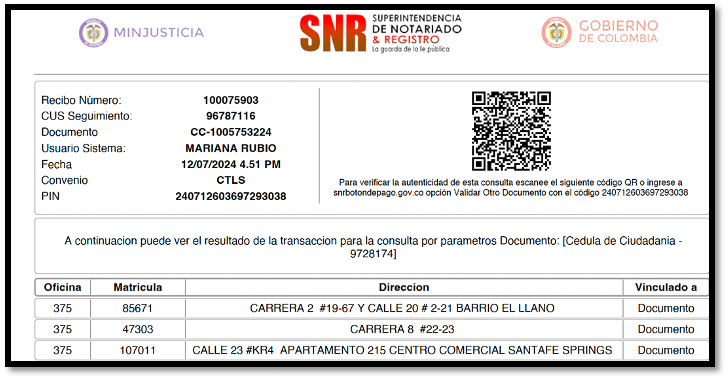 MINJUSTICIA
SNR SUPERINTENDENCIA
DE NOTARIADO
& REGISTRO
La guarda de la fe pública
GOBIERNO
DE COLOMBIA
Recibo Número: 100075903
CUS Seguimiento: 96787116
Documento CC-1005753224
Usuario Sistema: MARIANA RUBIO
Fecha 12/07/2024 4.51 PM
Convenio CTLS
PIN 240712603697293038
Para verificar la autenticidad de esta consulta escanee el siguiente código QR o ingrese a
snrbotondepago.gov.co opción Validar Otro Documento con el código 240712603697293038
A continuacion puede ver el resultado de la transaccion para la consulta por parametros Documento: [Cedula de Ciudadania -
9728174]
Oficina Matricula Direccion Vinculado a
375 85671 CARRERA 2 #19-67 Y CALLE 20 # 2-21 BARRIO EL LLANO Documento
375 47303 CARRERA 8 #22-23 Documento
375 107011 CALLE 23 #KR4 APARTAMENTO 215 CENTRO COMERCIAL SANTAFE SPRINGS Documento